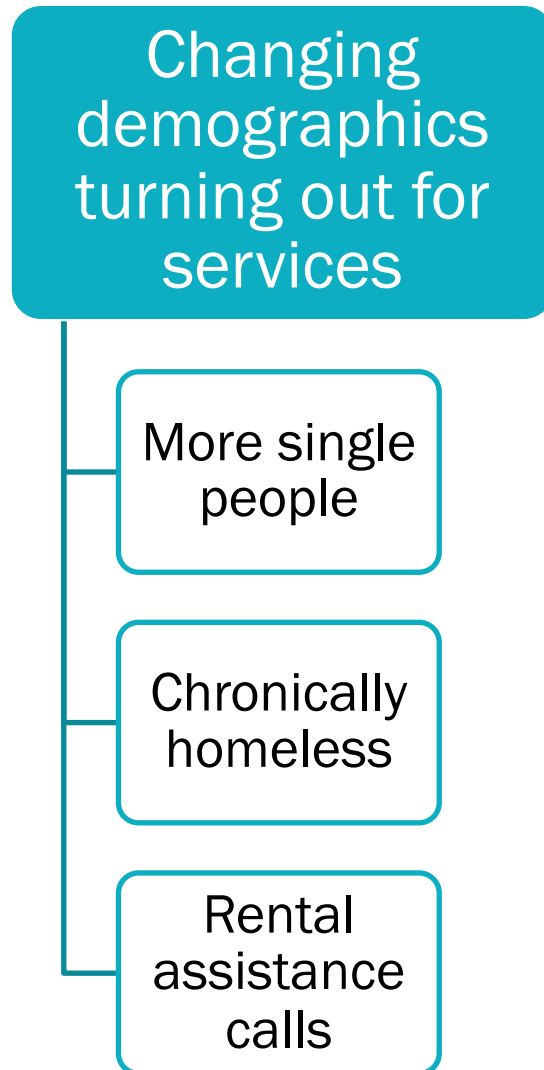 Changing
demographics
turning out for
services
More single
people
Chronically
homeless
Rental
assistance
calls